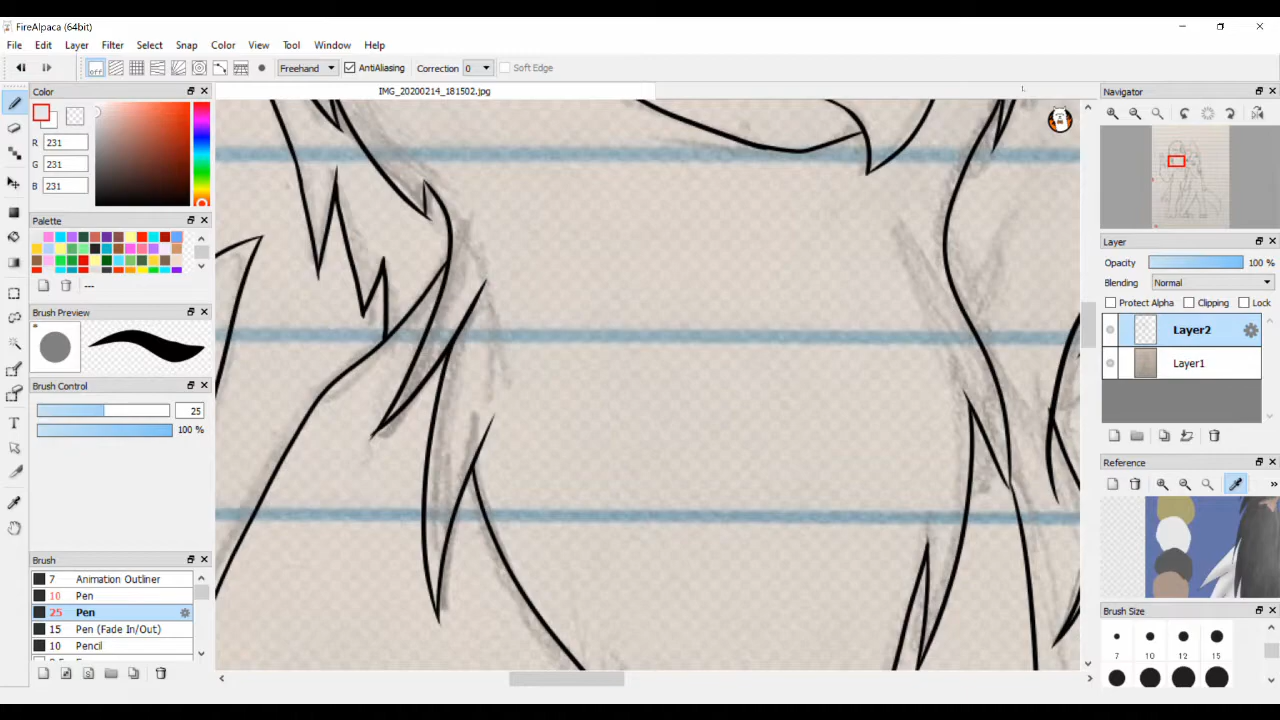 FireAlpaca (64bit)
File Edit Layer Filter Select Snap Color View Tool Window Help
off Freehand AntiAliasing Correction 0 Soft Edge
Color
IMG_20200214_181502.jpg
Navigator
R 231
G 231
B 231
Palette
---
Brush Preview
Brush Control
25
100 %
Brush
7 Animation Outliner
10 Pen
25 Pen
15 Pen (Fade In/Out)
10 Pencil
Layer
Opacity 100 %
Blending Normal
Protect Alpha Clipping Lock
Layer2
Layer1
Reference
»
Brush Size
7 10 12 15